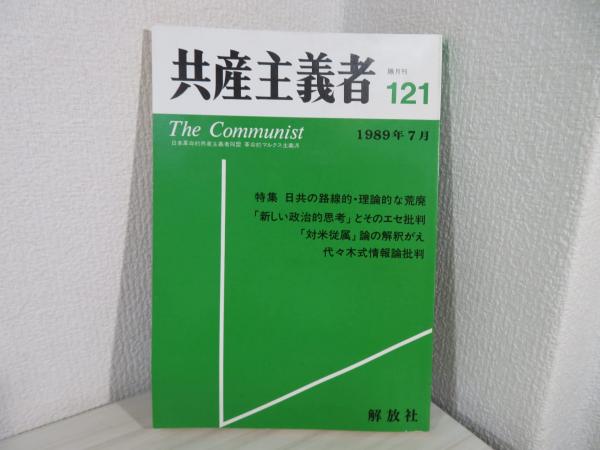 共産主義者
隔月刊
121
The Communist
1989年7月
日本革命的共産主義者同盟 革命的マルクス主義派
特集 日共の路線的・理論的な荒廃
「新しい政治的思考」とそのエセ批判
「対米従属」論の解釈がえ
代々木式情報論批判
解放社